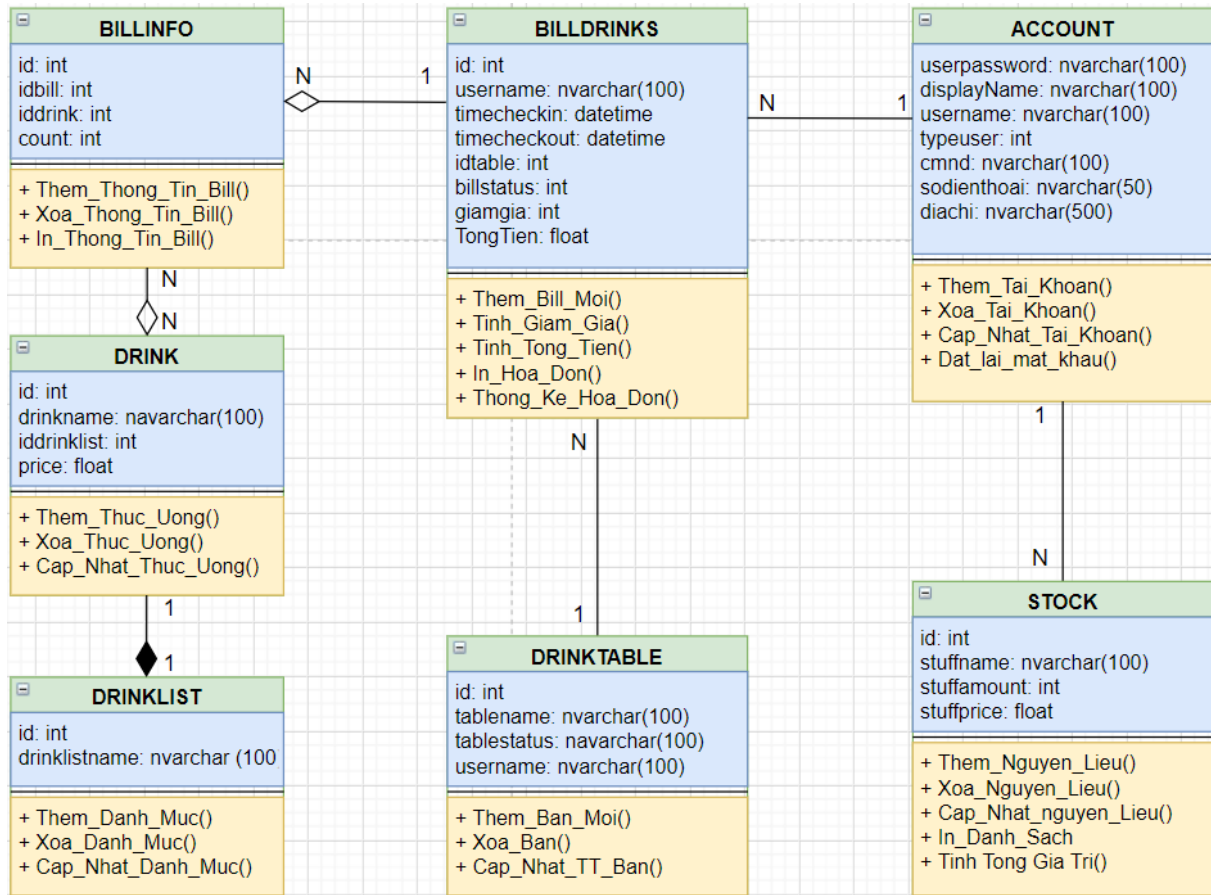 BILLINFO
id: int
idbill: int
iddrink: int
count: int
+ Them_Thong_Tin_Bill()
+ Xoa_Thong_Tin_Bill()
+ In_Thong_Tin_Bill()
N
1
BILLDRINKS
id: int
username: nvarchar(100)
timecheckin: datetime
timecheckout: datetime
idtable: int
billstatus: int
giamgia: int
TongTien: float
+ Them_Bill_Moi()
+ Tinh_Giam_Gia()
+ Tinh_Tong_Tien()
+ In_Hoa_Don()
+ Thong_Ke_Hoa_Don()
N
1
ACCOUNT
userpassword: nvarchar(100)
displayName: nvarchar(100)
username: nvarchar(100)
typeuser: int
cmnd: nvarchar(100)
sodienthoai: nvarchar(50)
diachi: nvarchar(500)
+ Them_Tai_Khoan()
+ Xoa_Tai_Khoan()
+ Cap_Nhat_Tai_Khoan()
+ Dat_lai_mat_khau()
N
N
DRINK
id: int
drinkname: navarchar(100)
iddrinklist: int
price: float
+ Them_Thuc_Uong()
+ Xoa_Thuc_Uong()
+ Cap_Nhat_Thuc_Uong()
1
1
DRINKLIST
id: int
drinklistname: nvarchar (100
+ Them_Danh_Muc()
+ Xoa_Danh_Muc()
+ Cap_Nhat_Danh_Muc()
N
1
DRINKTABLE
id: int
tablename: nvarchar(100)
tablestatus: navarchar(100)
username: nvarchar(100)
+ Them_Ban_Moi()
+ Xoa_Ban()
+ Cap_Nhat_TT_Ban()
1
N
STOCK
id: int
stuffname: nvarchar(100)
stuffamount: int
stuffprice: float
+ Them_Nguyen_Lieu()
+ Xoa_Nguyen_Lieu()
+ Cap_Nhat_nguyen_Lieu()
+ In_Danh_Sach
+ Tinh Tong Gia Tri()